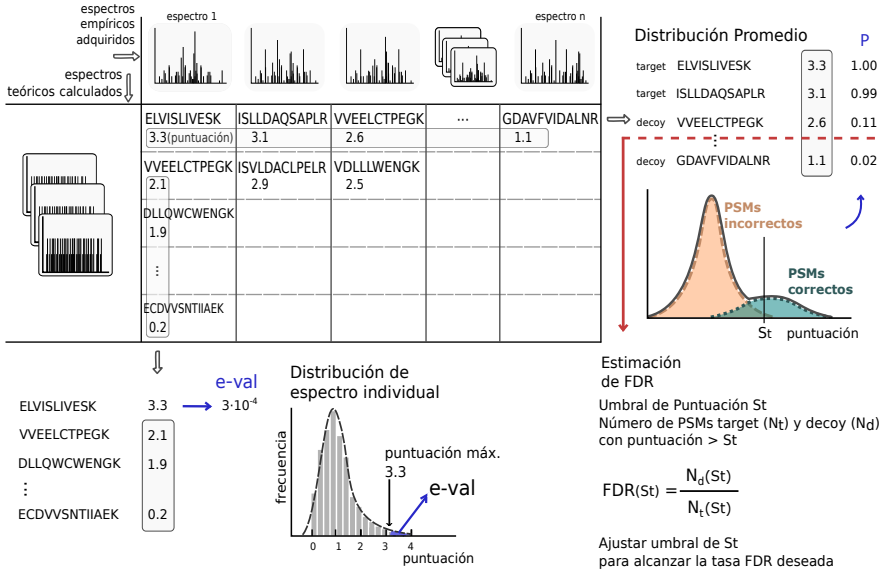 espectros
empíricos
adquiridos
espectro 1
espectro n
espectros
teóricos calculados
ELVISLIVESK ISLLDAQSAPLR VVEELCTPEGK ... GDAVFVIDALNR
3.3(puntuación) 3.1 2.6 1.1
VVEELCTPEGK ISVLDACLPELR VDLLLWENGK
2.1 2.9 2.5
DLLQWCWENGK
1.9
...
ECDVVSNTIIAEK
0.2
Distribución Promedio
P
target ELVISLIVESK 3.3 1.00
target ISLLDAQSAPLR 3.1 0.99
decoy VVEELCTPEGK 2.6 0.11
...
decoy GDAVFVIDALNR 1.1 0.02
PSMs
incorrectos
PSMs
correctos
St puntuación
e-val
ELVISLIVESK 3.3 3·10-4
VVEELCTPEGK 2.1
DLLQWCWENGK 1.9
...
ECDVVSNTIIAEK 0.2
Distribución de
espectro individual
frecuencia
puntuación máx.
3.3
e-val
0 1 2 3 4
puntuación
Estimación
de FDR
Umbral de Puntuación St
Número de PSMs target (Nt) y decoy (Nd)
con puntuación > St
FDR(St) = Nd(St)
Nt(St)
Ajustar umbral de St
para alcanzar la tasa FDR deseada